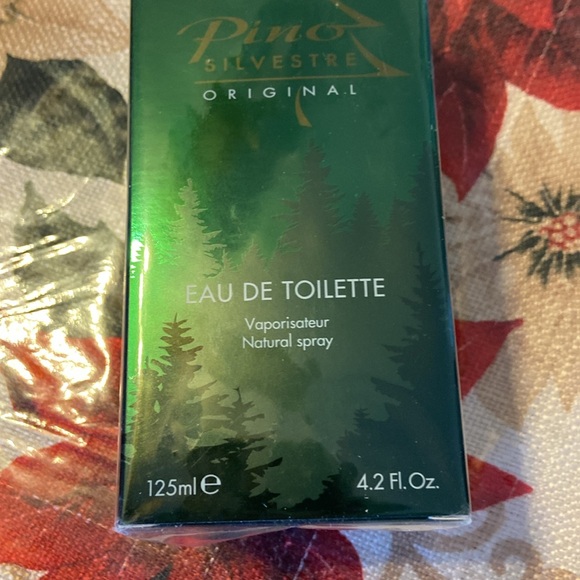 Pino
SILVESTRE
ORIGINAL
EAU DE TOILETTE
Vaporisateur
Natural spray
125ml e 4.2 Fl.Oz.